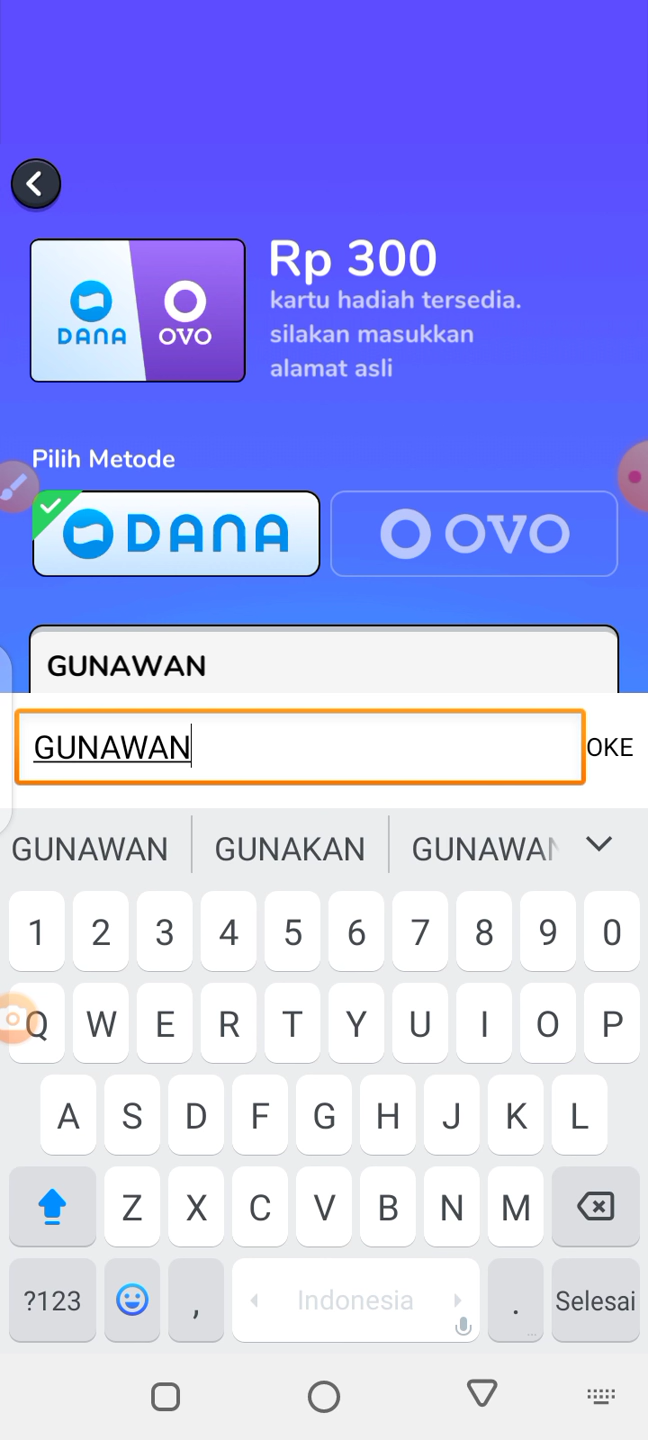 Rp 300
kartu hadiah tersedia.
silakan masukkan
alamat asli
DANA
OVO
Pilih Metode
DANA
OVO
GUNAWAN
GUNAWAN
OKE
GUNAWAN
GUNAKAN
GUNAWAN
1 2 3 4 5 6 7 8 9 0
Q W E R T Y U I O P
A S D F G H J K L
Z X C V B N M
?123 , Indonesia . Selesai